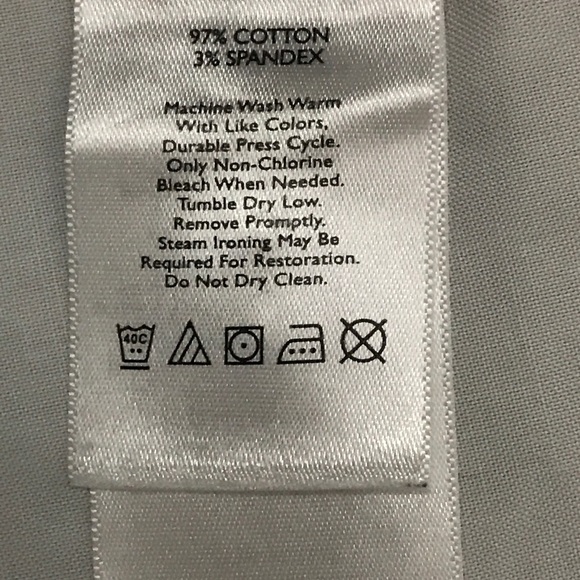 97% COTTON
3% SPANDEX
Machine Wash Warm
With Like Colors,
Durable Press Cycle.
Only Non-Chlorine
Bleach When Needed.
Tumble Dry Low.
Remove Promptly.
Steam Ironing May Be
Required For Restoration.
Do Not Dry Clean.
40C